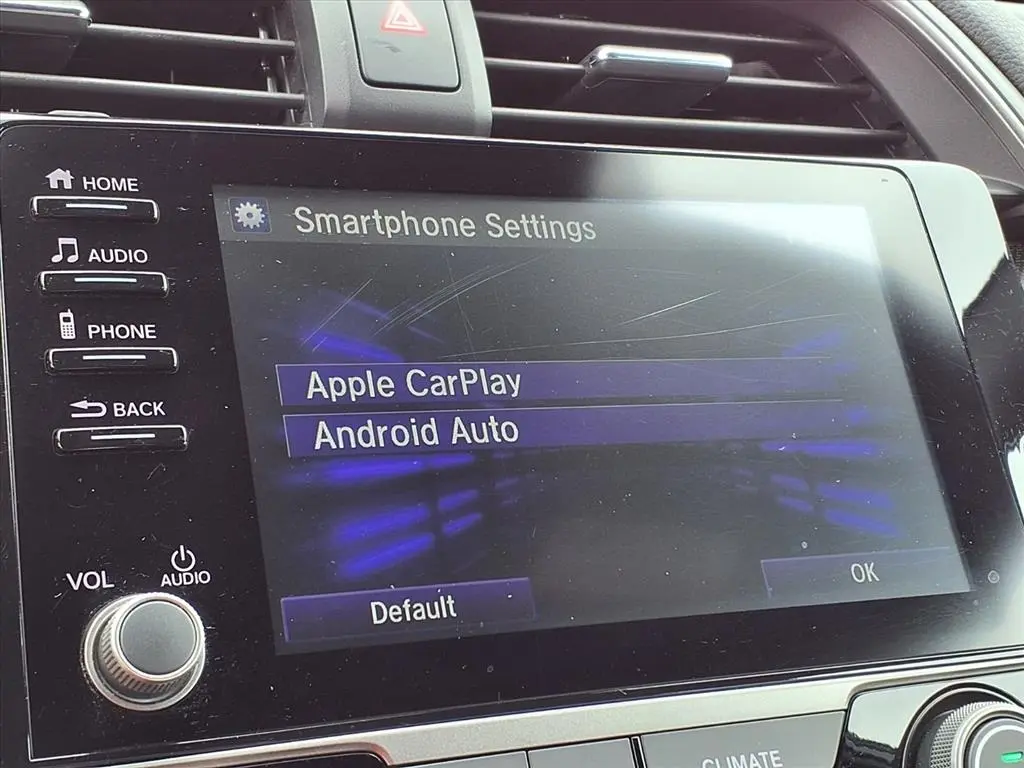 HOME
AUDIO
PHONE
BACK
VOL
AUDIO
Smartphone Settings
Apple CarPlay
Android Auto
Default
OK
CLIMATE